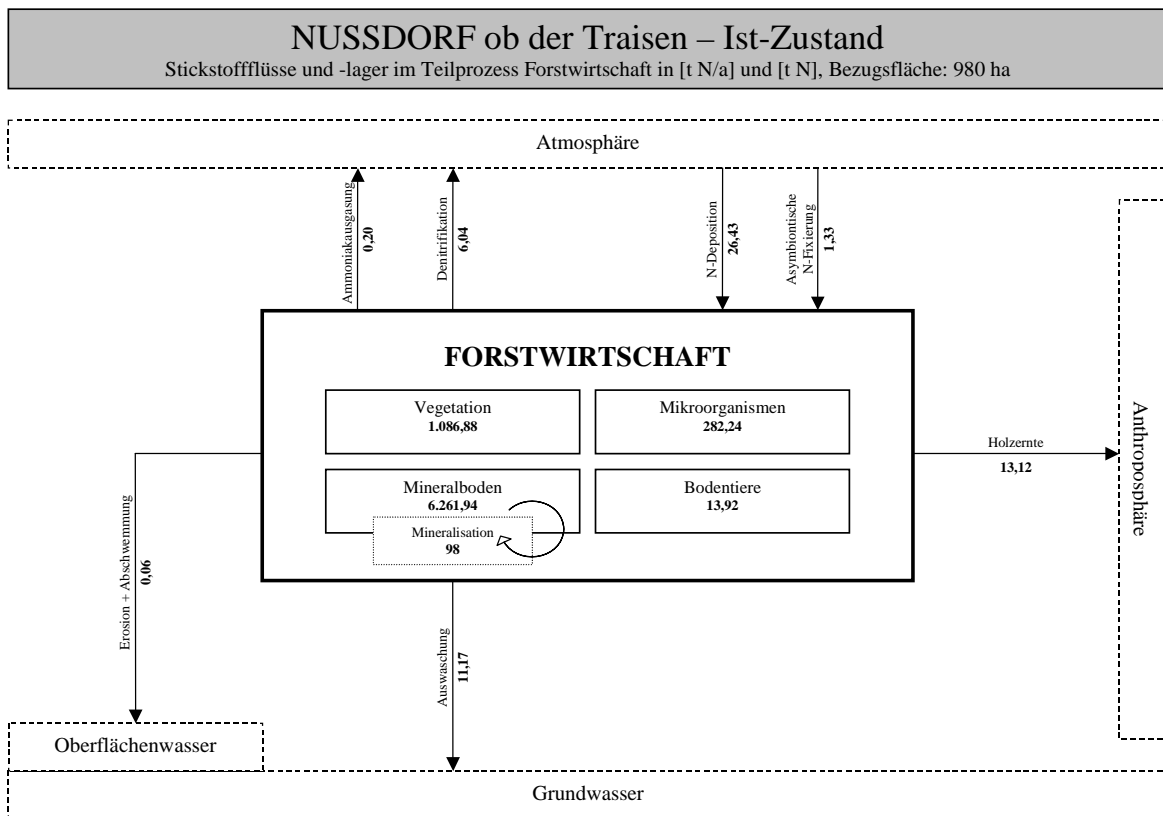 NUSSDORF ob der Traisen – Ist-Zustand
Stickstoffflüsse und -lager im Teilprozess Forstwirtschaft in [t N/a] und [t N], Bezugsfläche: 980 ha
Atmosphäre
Ammoniakausgasung
0,20
Denitrifikation
6,04
N-Deposition
26,43
Asymbiontische
N-Fixierung
1,33
FORSTWIRTSCHAFT
Vegetation
1.086,88
Mikroorganismen
282,24
Mineralboden
6.261,94
Mineralisation
98
Bodentiere
13,92
Holzernte
13,12
Anthroposphäre
Erosion + Abschwemmung
0,06
Auswaschung
11,17
Oberflächenwasser
Grundwasser